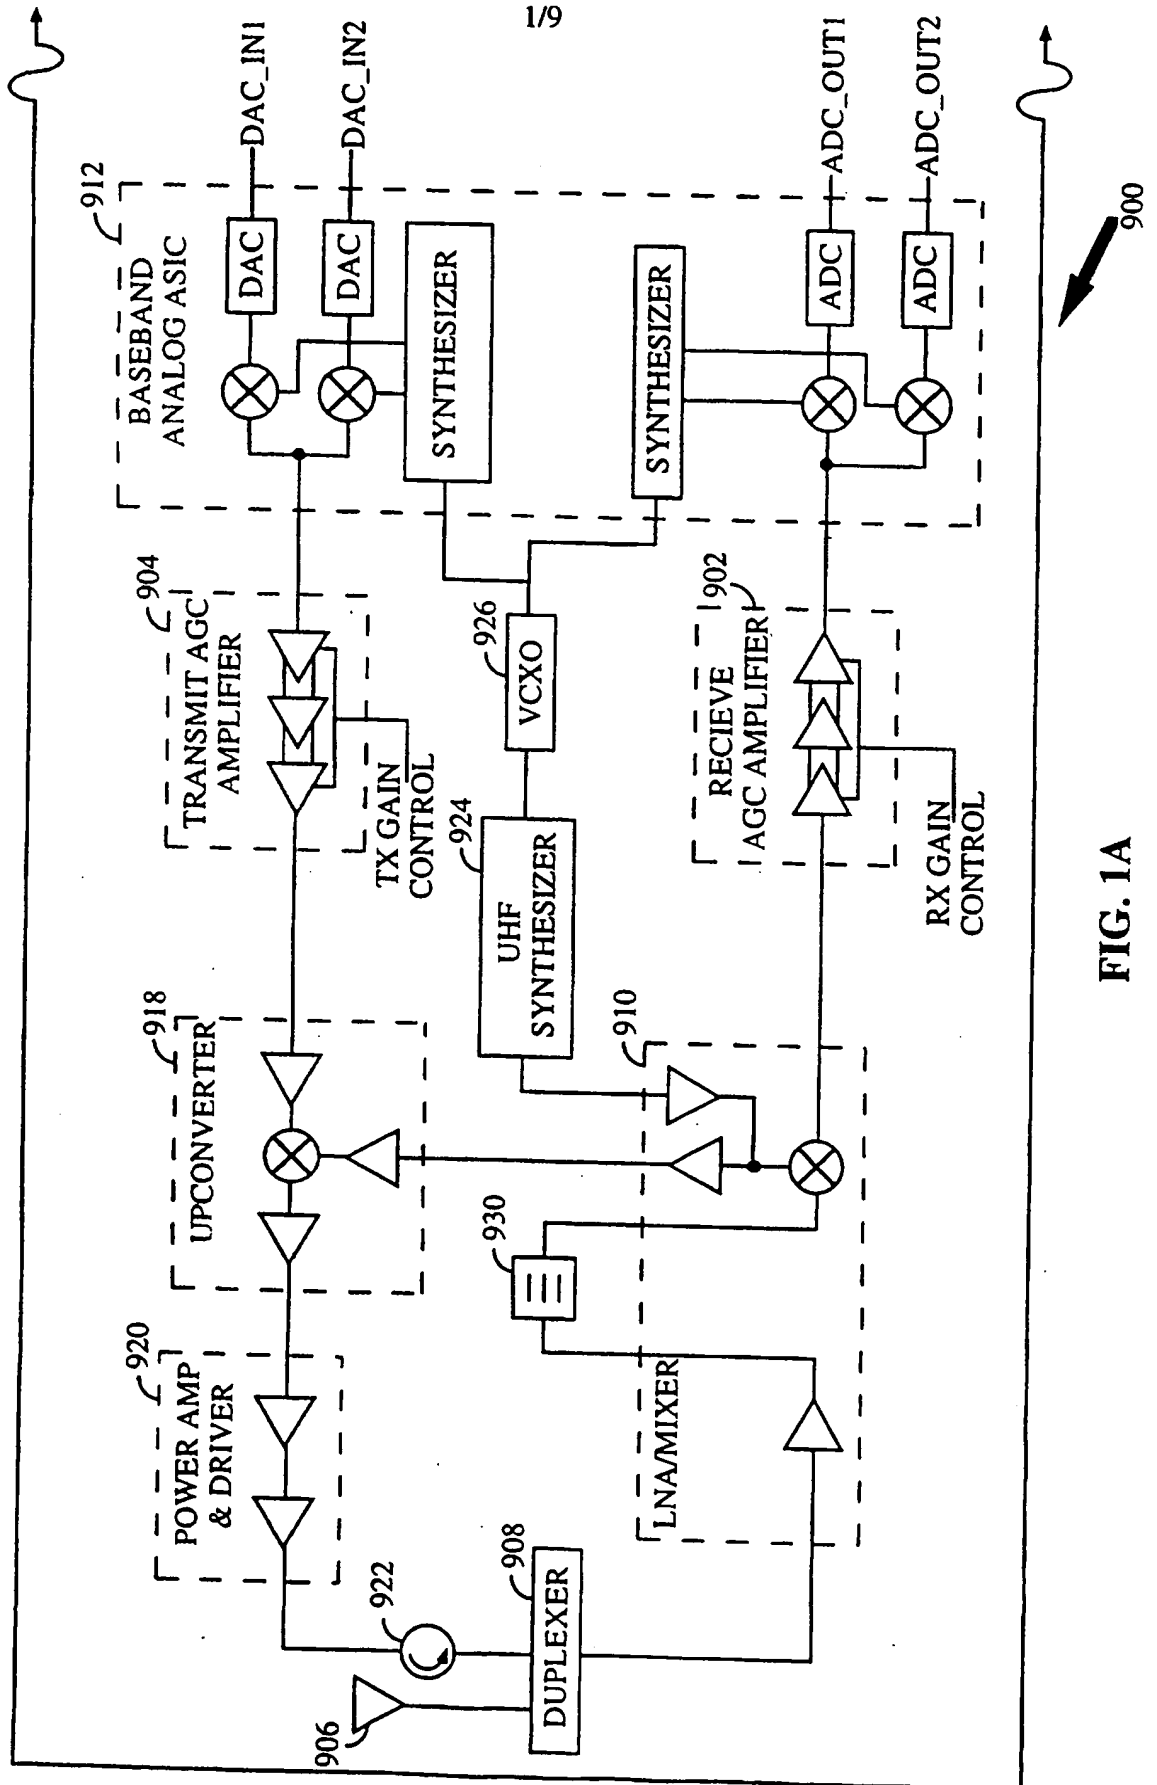 1/9
912
BASEBAND
ANALOG ASIC
DAC
DAC_IN1
DAC
DAC_IN2
SYNTHESIZER
SYNTHESIZER
ADC
ADC_OUT1
ADC
ADC_OUT2
904
TRANSMIT AGC
AMPLIFIER
TX GAIN
CONTROL
926
VCXO
924
UHF
SYNTHESIZER
902
RECIEVE
AGC AMPLIFIER
RX GAIN
CONTROL
918
UPCONVERTER
910
LNA/MIXER
930
920
POWER AMP
& DRIVER
922
906
908
DUPLEXER
900
FIG. 1A